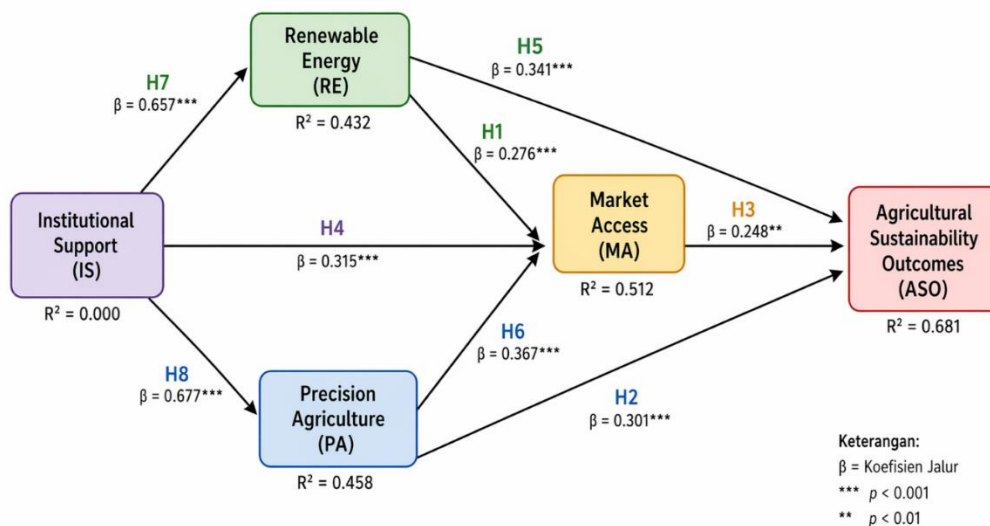 Renewable
Energy
(RE)
R² = 0.432
H7
β = 0.657***
H5
β = 0.341***
H1
β = 0.276***
Institutional
Support
(IS)
R² = 0.000
H4
β = 0.315***
Market
Access
(MA)
R² = 0.512
H3
β = 0.248**
Agricultural
Sustainability
Outcomes
(ASO)
R² = 0.681
H8
β = 0.677***
H6
β = 0.367***
Precision
Agriculture
(PA)
R² = 0.458
H2
β = 0.301***
Keterangan:
β = Koefisien Jalur
*** p < 0.001
** p < 0.01